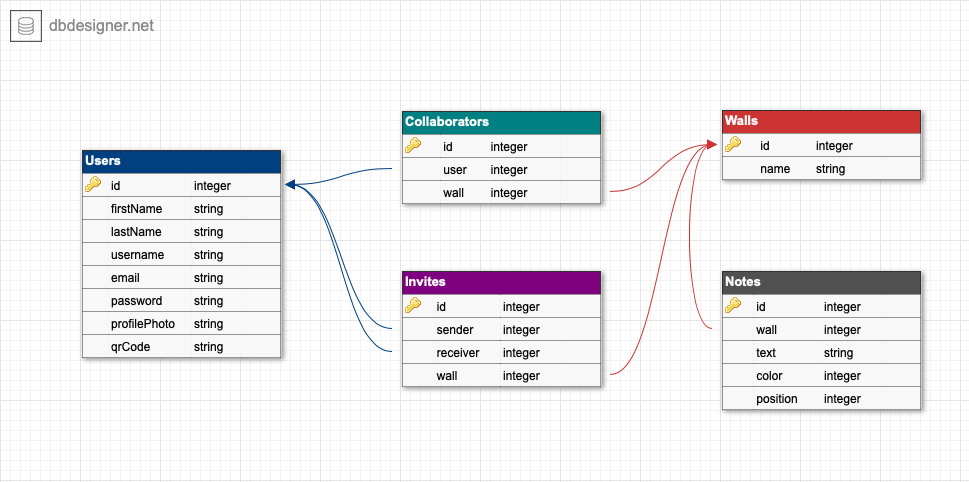 dbdesigner.net
Users
id integer
firstName string
lastName string
username string
email string
password string
profilePhoto string
qrCode string
Collaborators
id integer
user integer
wall integer
Invites
id integer
sender integer
receiver integer
wall integer
Walls
id integer
name string
Notes
id integer
wall integer
text string
color integer
position integer